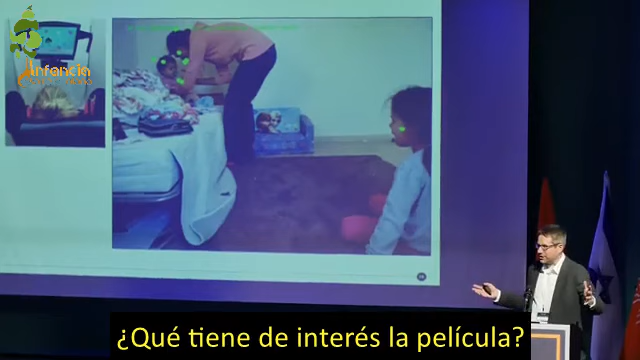 Infancia
¿Qué tiene de interés la película?